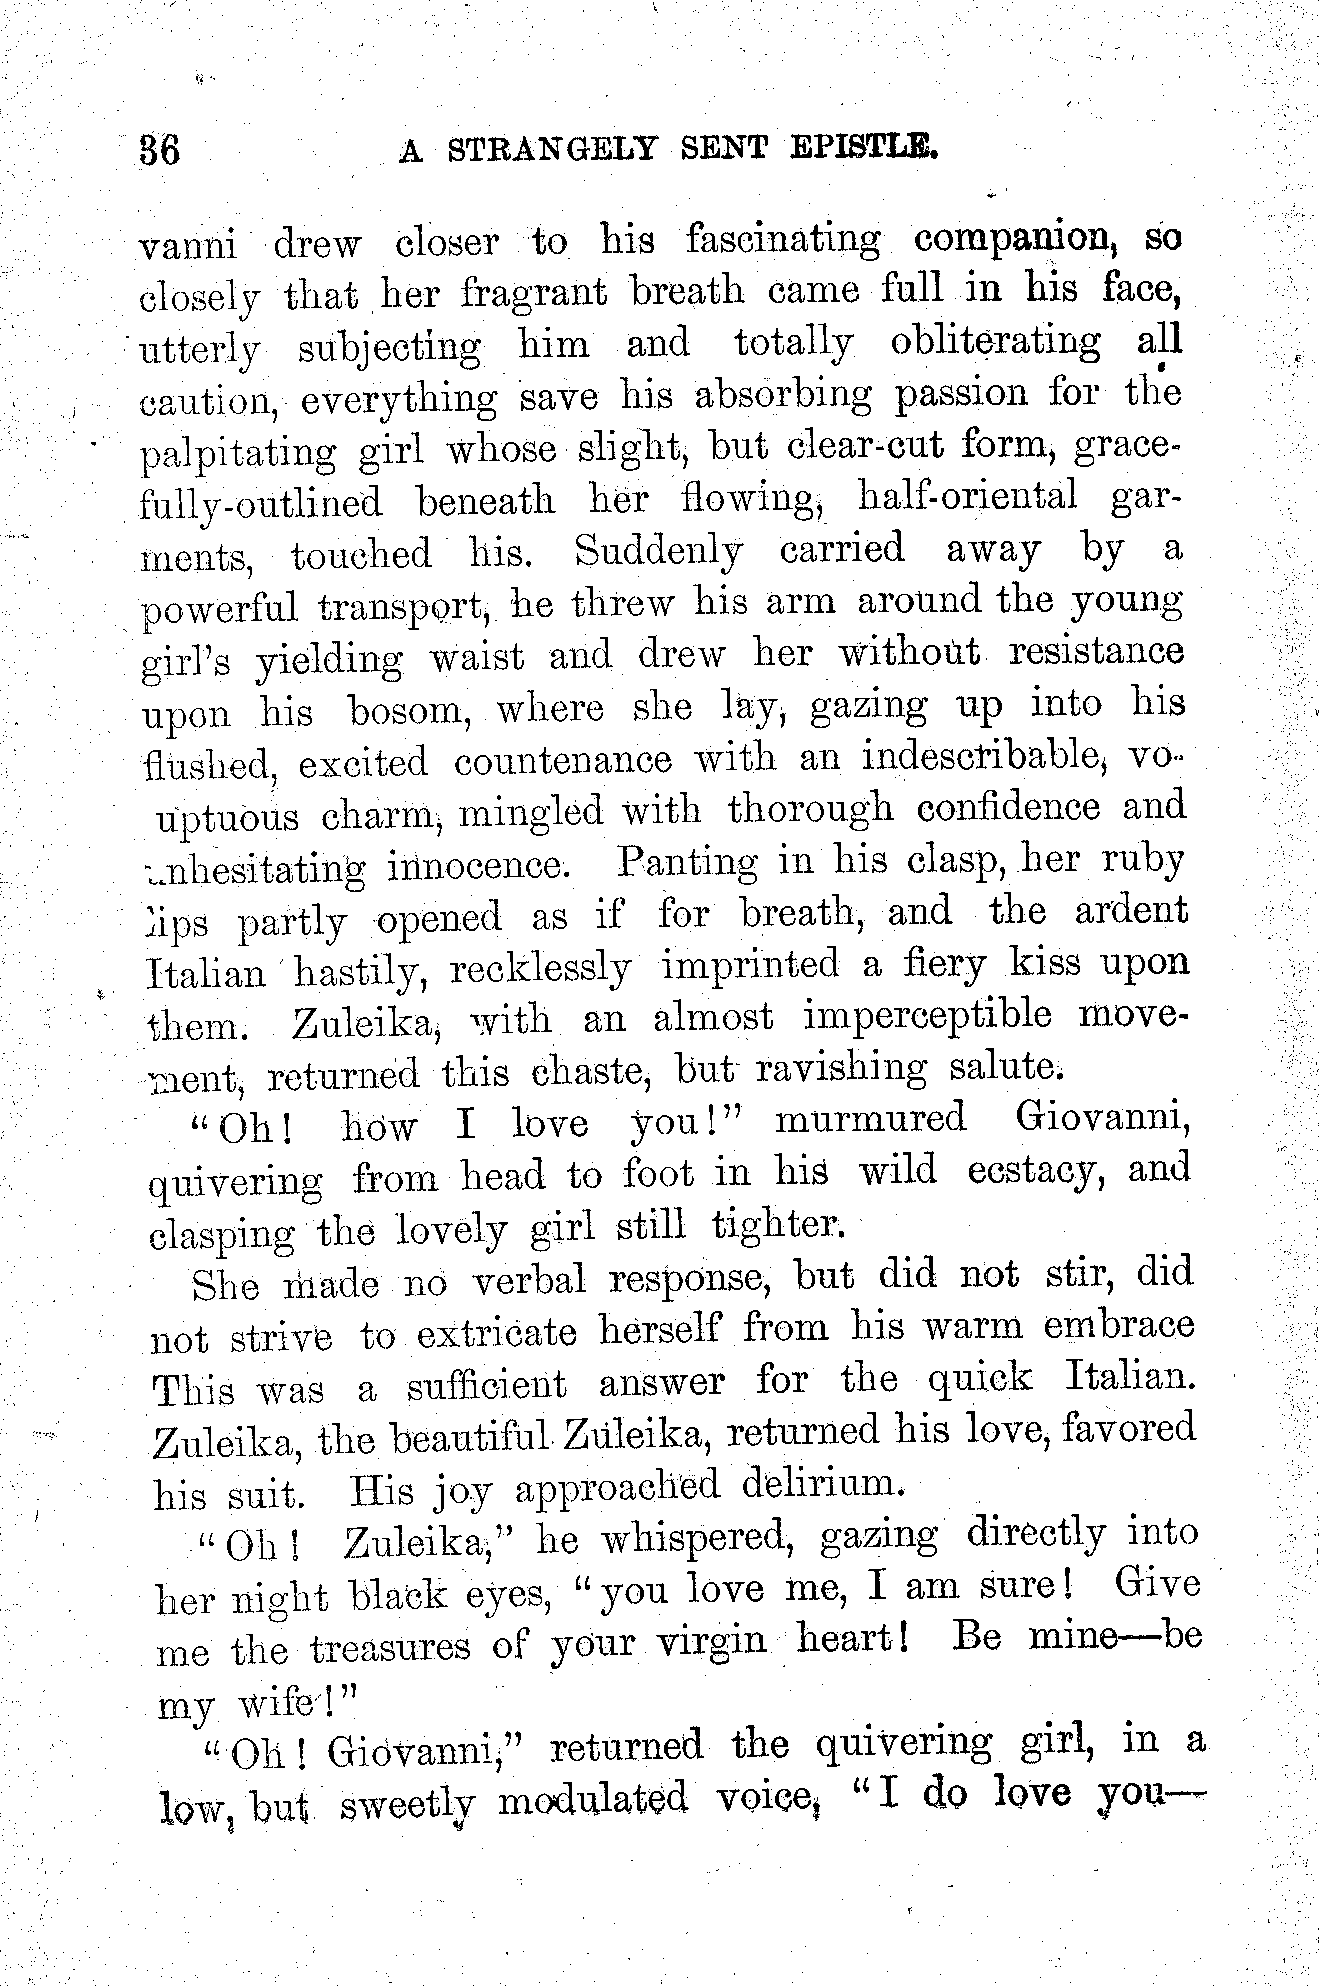 36 A STRANGELY SENT EPISTLE.
vanni drew closer to his fascinating companion, so
closely that her fragrant breath came full in his face,
utterly subjecting him and totally obliterating all
caution, everything save his absorbing passion for the
palpitating girl whose slight, but clear-cut form, grace-
fully-outlined beneath her flowing, half-oriental gar-
ments, touched his. Suddenly carried away by a
powerful transport, he threw his arm around the young
girl's yielding waist and drew her without resistance
upon his bosom, where she lay, gazing up into his
flushed, excited countenance with an indescribable, vo-
uptuous charm, mingled with thorough confidence and
unhesitating innocence. Panting in his clasp, her ruby
lips partly opened as if for breath, and the ardent
Italian hastily, recklessly imprinted a fiery kiss upon
them. Zuleika, with an almost imperceptible move-
ment, returned this chaste, but ravishing salute.
"Oh! how I love you!" murmured Giovanni,
quivering from head to foot in his wild ecstacy, and
clasping the lovely girl still tighter.
She made no verbal response, but did not stir, did
not strive to extricate herself from his warm embrace
This was a sufficient answer for the quick Italian.
Zuleika, the beautiful Zuleika, returned his love, favored
his suit. His joy approached delirium.
"Oh! Zuleika," he whispered, gazing directly into
her night black eyes, "you love me, I am sure! Give
me the treasures of your virgin heart! Be mine—be
my wife!"
"Oh! Giovanni," returned the quivering girl, in a
low, but sweetly modulated voice, "I do love you—